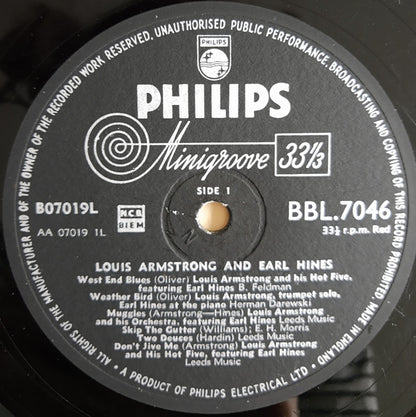 ALL RIGHTS OF THE MANUFACTURER AND OF THE OWNER OF THE RECORDED WORK RESERVED. UNAUTHORISED PUBLIC PERFORMANCE, BROADCASTING AND COPYING OF THIS RECORD PROHIBITED. MADE IN ENGLAND
PHILIPS
PHILIPS
Minigroove 33⅓
SIDE 1
B07019L
NCB
BIEM
BBL.7046
AA 07019 1L
33⅓ r.p.m. Red
LOUIS ARMSTRONG AND EARL HINES
West End Blues (Oliver) Louis Armstrong and his Hot Five,
featuring Earl Hines B. Feldman
Weather Bird (Oliver) Louis Armstrong, trumpet solo,
Earl Hines at the piano Herman Darewski
Muggles (Armstrong—Hines) Louis Armstrong
and his Orchestra, featuring Earl Hines Leeds Music
Skip The Gutter (Williams); E. H. Morris
Two Deuces (Hardin) Leeds Music
Don't Jive Me (Armstrong) Louis Armstrong
and His Hot Five, featuring Earl Hines
Leeds Music
• A PRODUCT OF PHILIPS ELECTRICAL LTD •